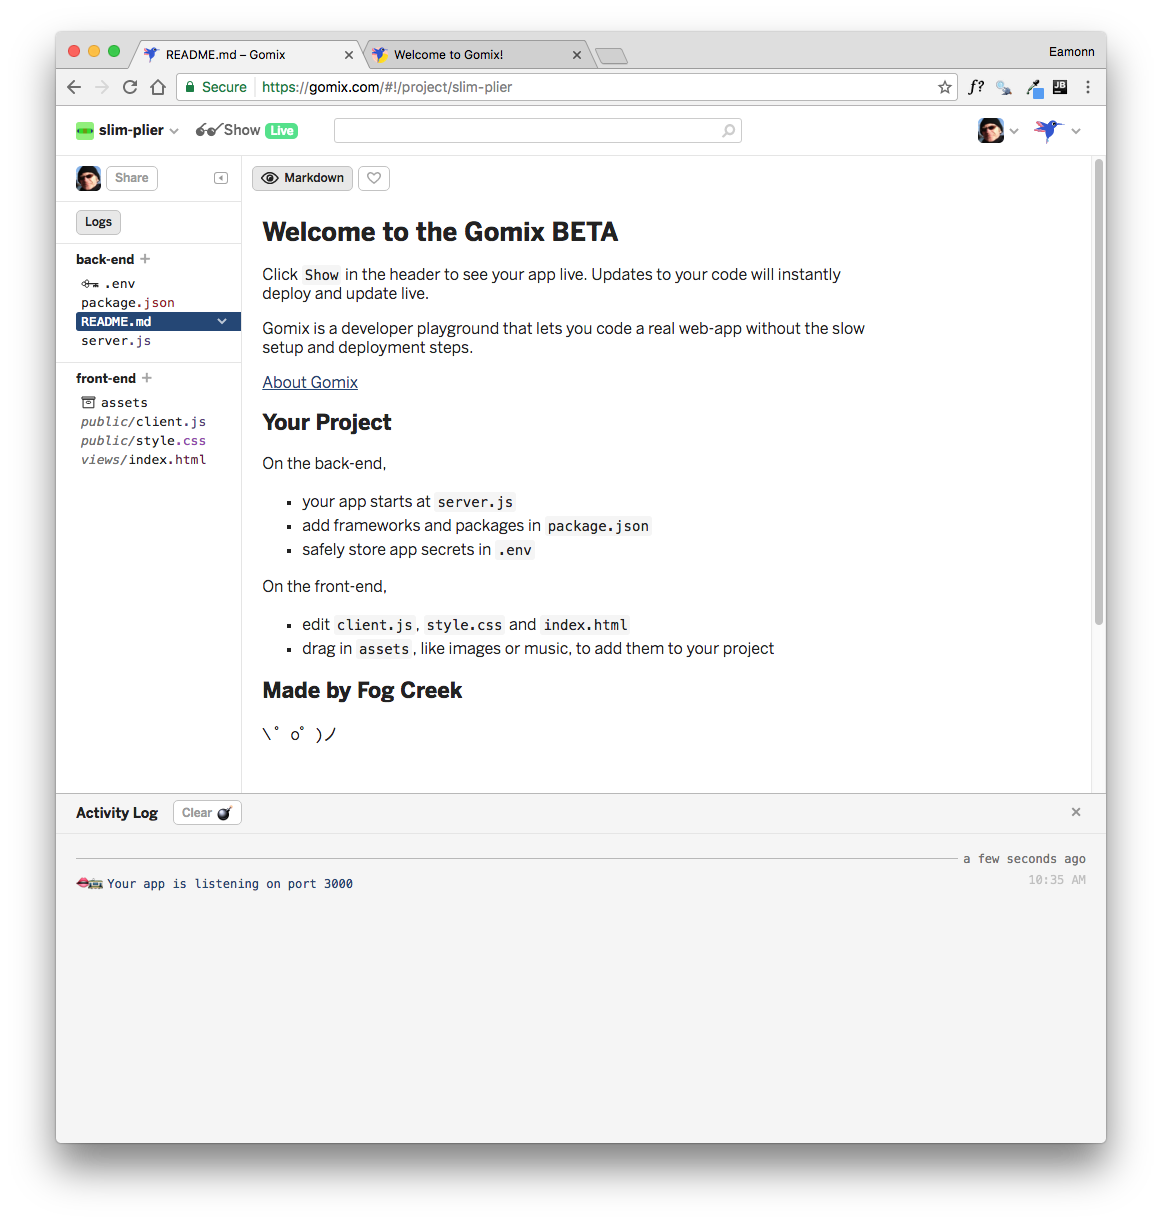 README.md – Gomix
Welcome to Gomix!
Eamonn
Secure https://gomix.com/#!/project/slim-plier
f?
JB
slim-plier Show Live
Share
Markdown
Logs
back-end +
.env
package.json
README.md
server.js
front-end +
assets
public/client.js
public/style.css
views/index.html
Welcome to the Gomix BETA
Click Show in the header to see your app live. Updates to your code will instantly
deploy and update live.
Gomix is a developer playground that lets you code a real web-app without the slow
setup and deployment steps.
About Gomix
Your Project
On the back-end,
▪ your app starts at server.js
▪ add frameworks and packages in package.json
▪ safely store app secrets in .env
On the front-end,
▪ edit client.js, style.css and index.html
▪ drag in assets, like images or music, to add them to your project
Made by Fog Creek
\゜o゜)ノ
Activity Log Clear
a few seconds ago
Your app is listening on port 3000
10:35 AM